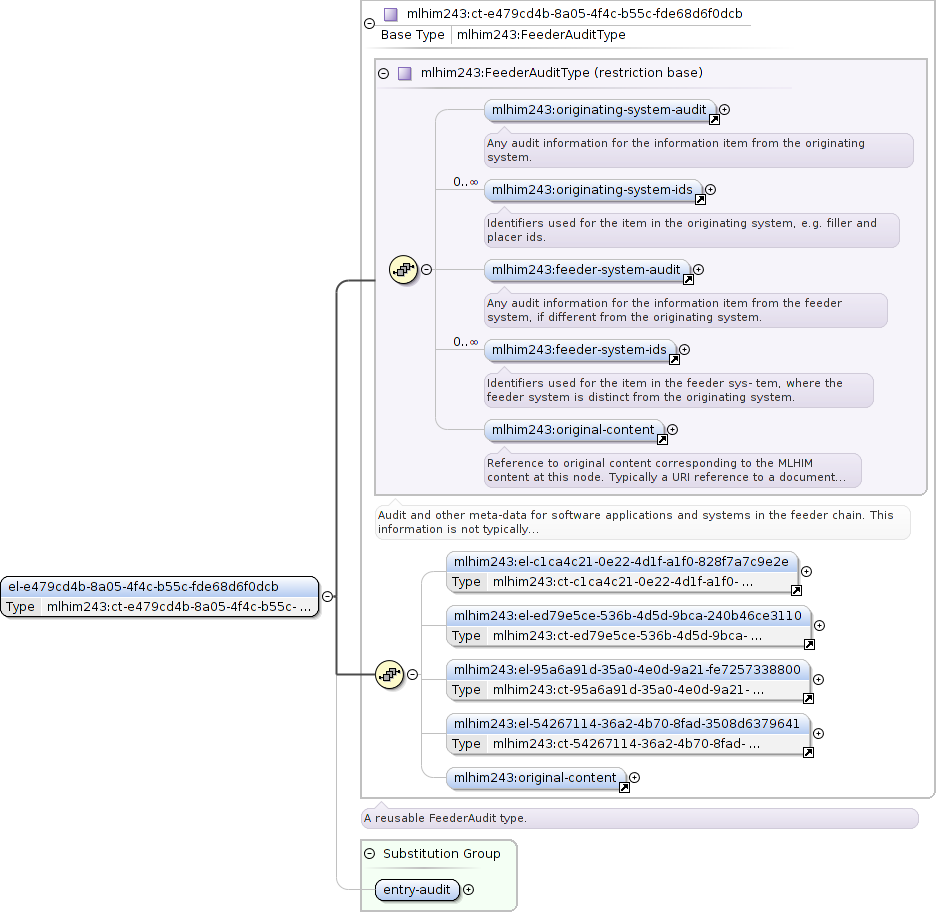 mlhim243:ct-e479cd4b-8a05-4f4c-b55c-fde68d6f0dcb
Base Type mlhim243:FeederAuditType
mlhim243:FeederAuditType (restriction base)
mlhim243:originating-system-audit
Any audit information for the information item from the originating
system.
0..∞
mlhim243:originating-system-ids
Identifiers used for the item in the originating system, e.g. filler and
placer ids.
mlhim243:feeder-system-audit
Any audit information for the information item from the feeder
system, if different from the originating system.
0..∞
mlhim243:feeder-system-ids
Identifiers used for the item in the feeder sys- tem, where the
feeder system is distinct from the originating system.
mlhim243:original-content
Reference to original content corresponding to the MLHIM
content at this node. Typically a URI reference to a document...
Audit and other meta-data for software applications and systems in the feeder chain. This
information is not typically...
el-e479cd4b-8a05-4f4c-b55c-fde68d6f0dcb
Type mlhim243:ct-e479cd4b-8a05-4f4c-b55c- ...
mlhim243:el-c1ca4c21-0e22-4d1f-a1f0-828f7a7c9e2e
Type mlhim243:ct-c1ca4c21-0e22-4d1f-a1f0- ...
mlhim243:el-ed79e5ce-536b-4d5d-9bca-240b46ce3110
Type mlhim243:ct-ed79e5ce-536b-4d5d-9bca- ...
mlhim243:el-95a6a91d-35a0-4e0d-9a21-fe7257338800
Type mlhim243:ct-95a6a91d-35a0-4e0d-9a21- ...
mlhim243:el-54267114-36a2-4b70-8fad-3508d6379641
Type mlhim243:ct-54267114-36a2-4b70-8fad- ...
mlhim243:original-content
A reusable FeederAudit type.
Substitution Group
entry-audit